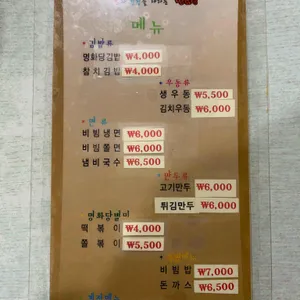 메뉴
• 김밥류
명화당김밥 ₩4,000
참치김밥 ₩4,000
• 우동류
생우동 ₩5,500
김치우동 ₩6,000
• 면류
비빔냉면 ₩6,000
비빔쫄면 ₩6,000
냄비국수 ₩6,500
• 만두류
고기만두 ₩6,000
튀김만두 ₩6,000
명화당별미
떡볶이 ₩4,000
쫄볶이 ₩5,500
비빔밥 ₩7,000
돈까스 ₩6,500